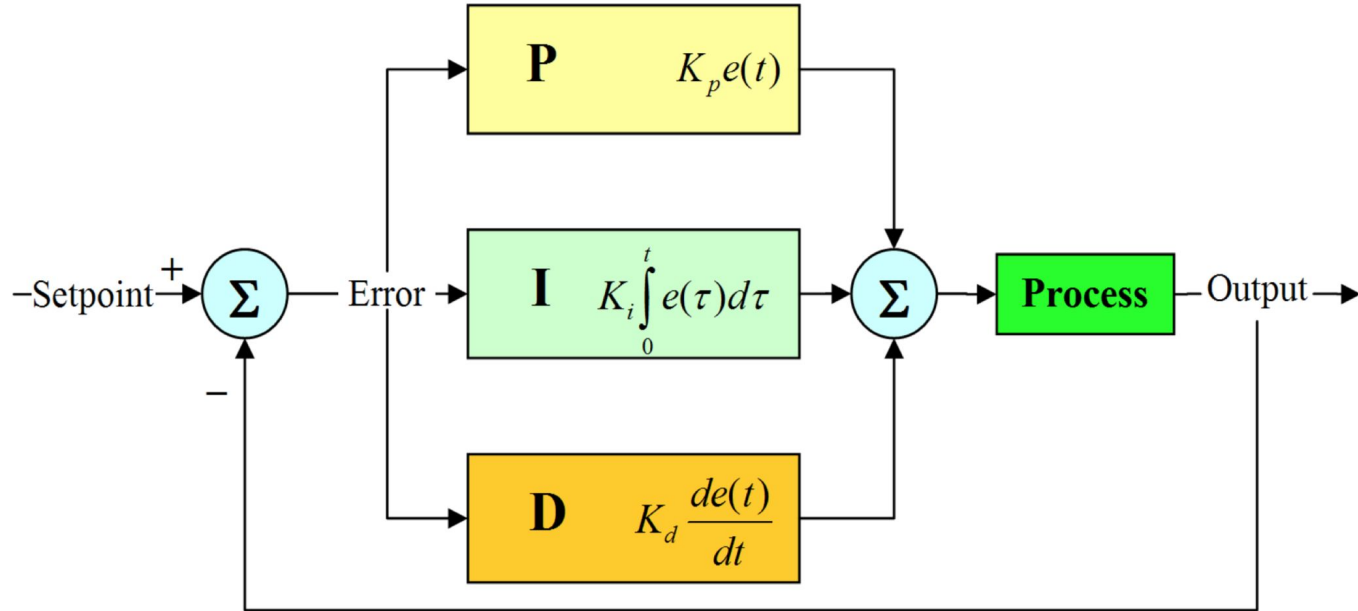 P K_p e(t)
+
Setpoint Σ Error I K_i ∫_0^t e(τ)dτ Σ Process Output
−
D K_d de(t)/dt